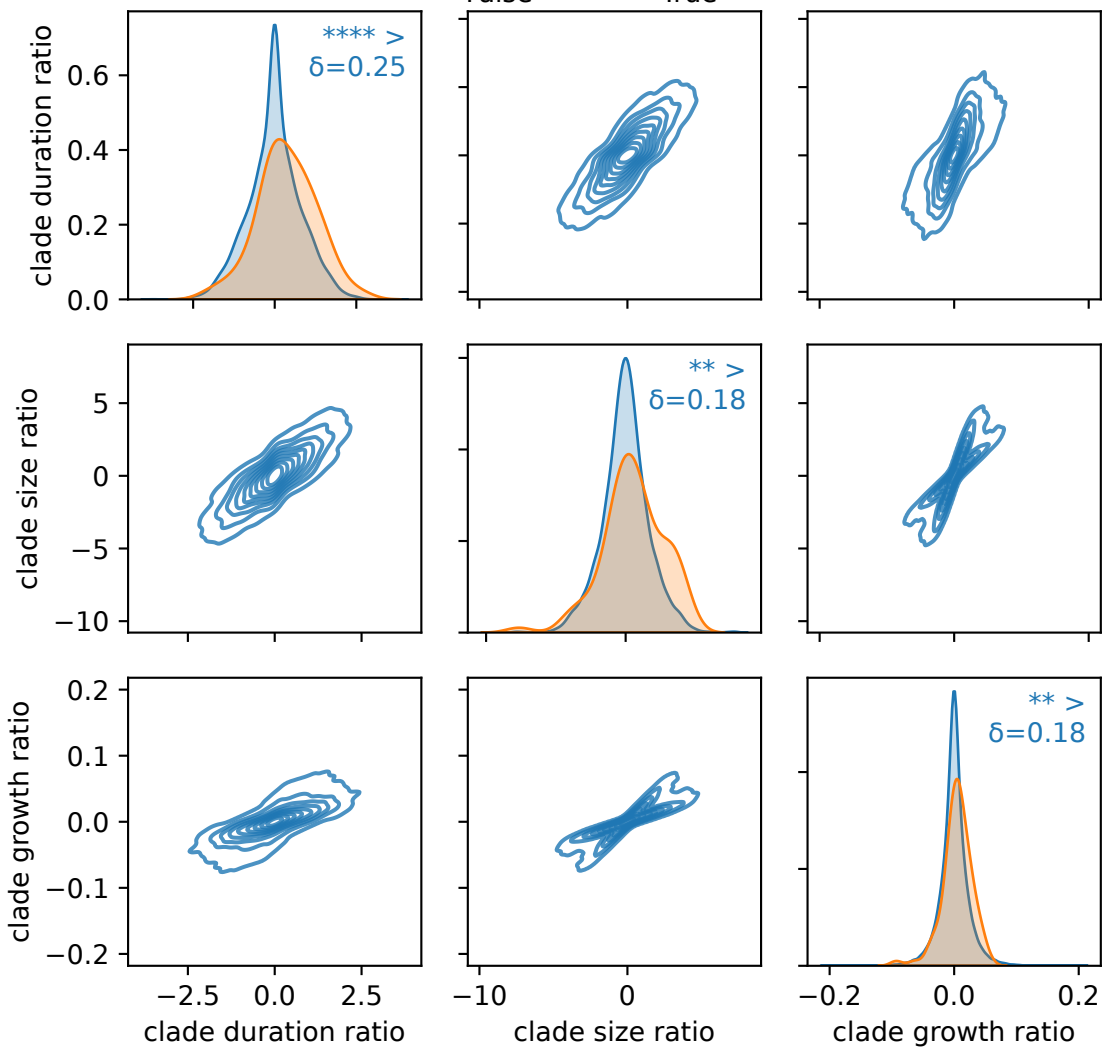 clade duration ratio
0.6
0.4
0.2
0.0
**** >
δ=0.25
clade size ratio
5
0
−5
−10
** >
δ=0.18
clade growth ratio
0.2
0.1
0.0
−0.1
−0.2
** >
δ=0.18
−2.5 0.0 2.5
−10 0
−0.2 0.0 0.2
clade duration ratio
clade size ratio
clade growth ratio